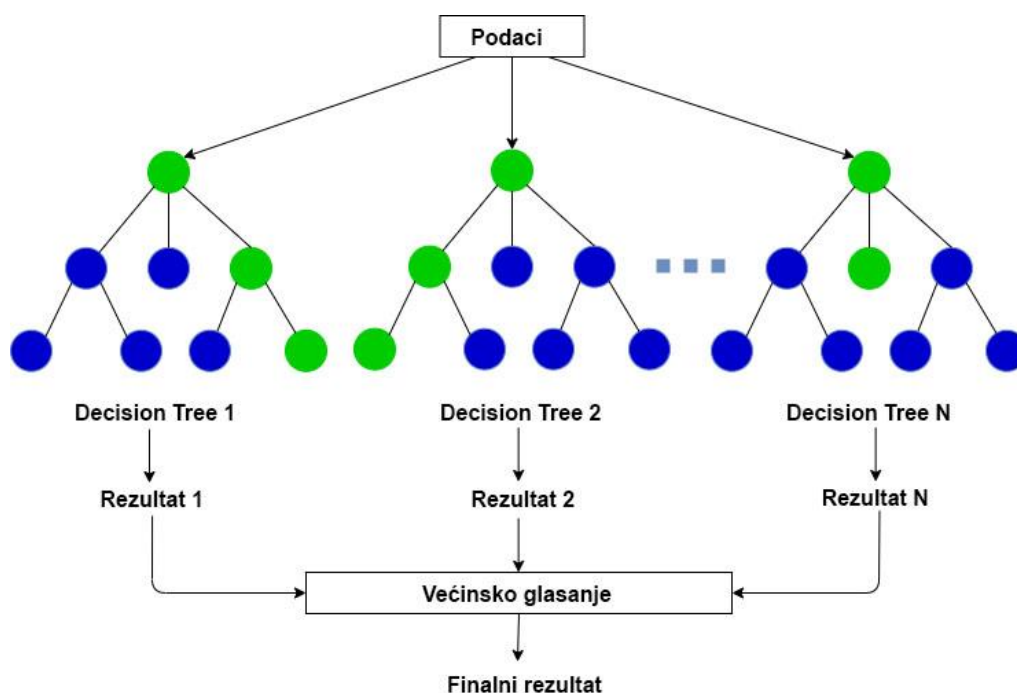 Podaci
Decision Tree 1
Decision Tree 2
Decision Tree N
Rezultat 1
Rezultat 2
Rezultat N
Većinsko glasanje
Finalni rezultat